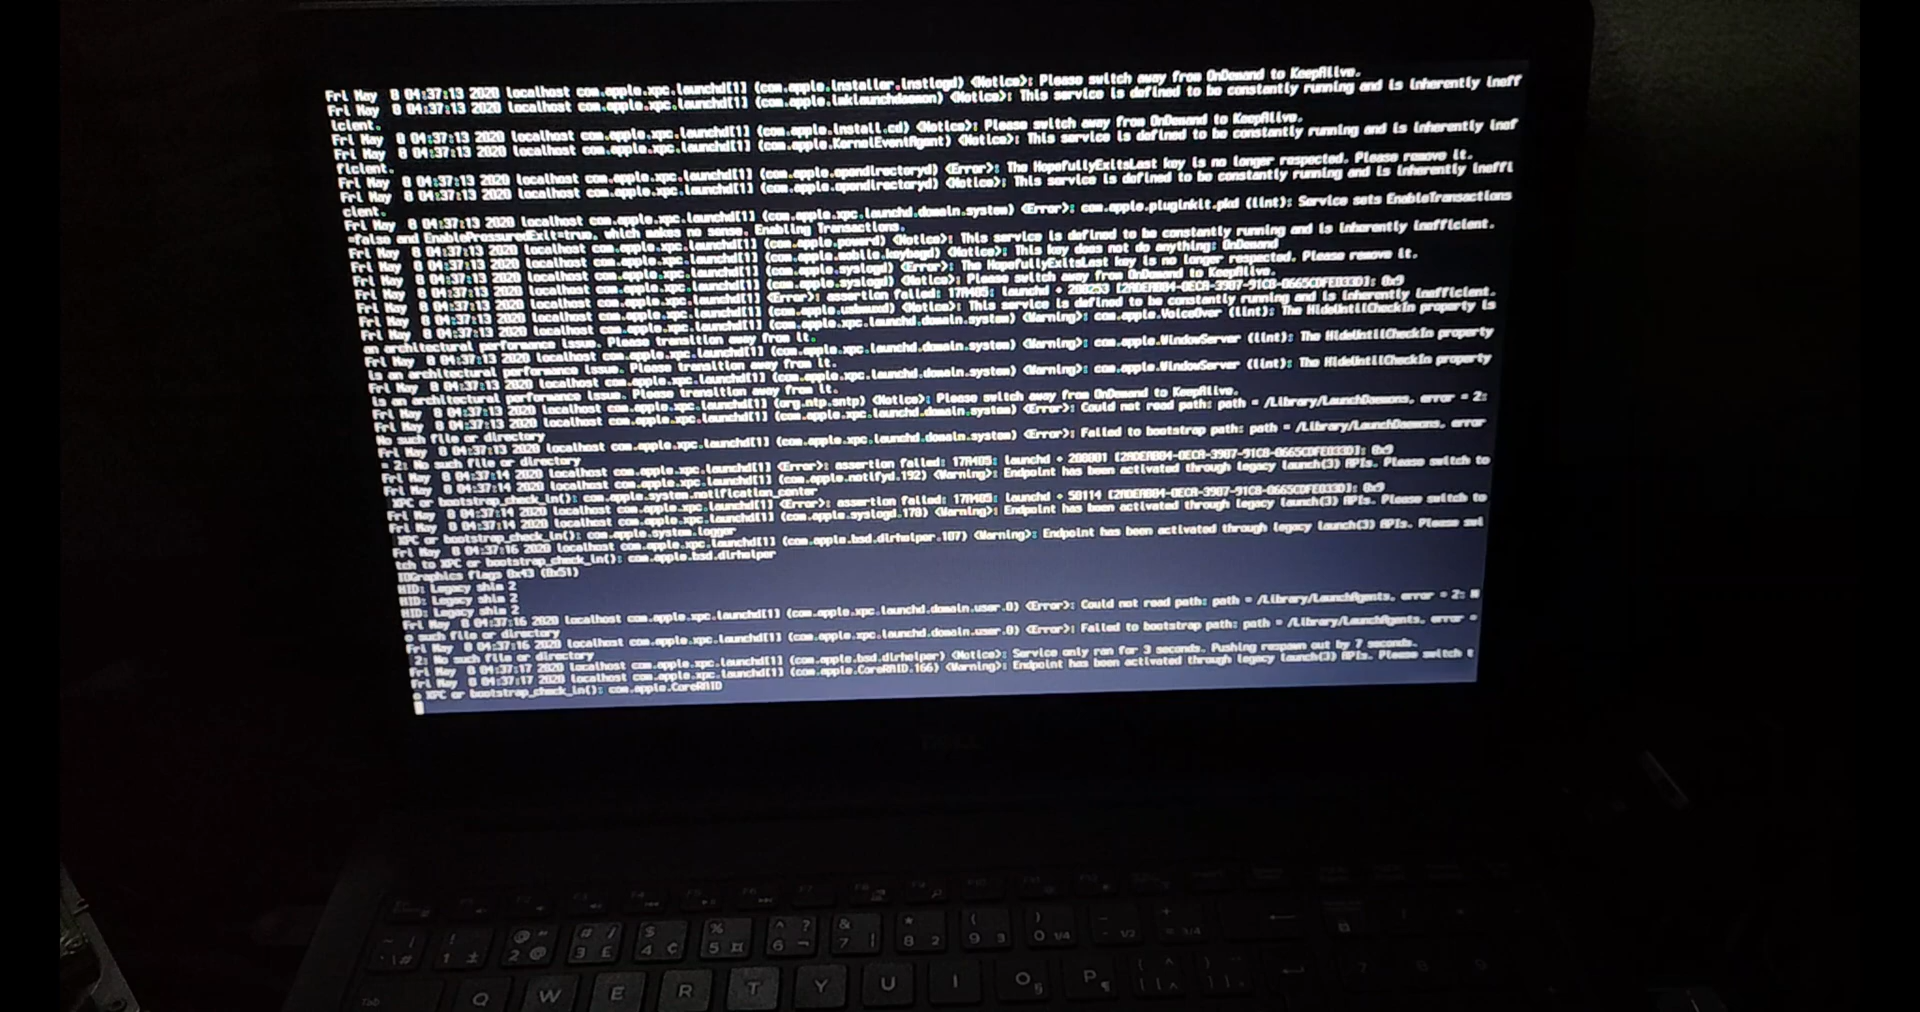 Fri May  8 04:37:13 2020 localhost com.apple.xpc.launchd[1] (com.apple.installer.instlogd) <Notice>: Please switch away from OnDemand to KeepAlive.
Fri May  8 04:37:13 2020 localhost com.apple.xpc.launchd[1] (com.apple.lmklaunchdaemon) <Notice>: This service is defined to be constantly running and is inherently ineff
icient.
Fri May  8 04:37:13 2020 localhost com.apple.xpc.launchd[1] (com.apple.install.cd) <Notice>: Please switch away from OnDemand to KeepAlive.
Fri May  8 04:37:13 2020 localhost com.apple.xpc.launchd[1] (com.apple.KernelEventAgent) <Notice>: This service is defined to be constantly running and is inherently inef
ficient.
Fri May  8 04:37:13 2020 localhost com.apple.xpc.launchd[1] (com.apple.opendirectoryd) <Error>: The HopefullyExitsLast key is no longer respected. Please remove it.
Fri May  8 04:37:13 2020 localhost com.apple.xpc.launchd[1] (com.apple.opendirectoryd) <Notice>: This service is defined to be constantly running and is inherently ineffi
cient.
Fri May  8 04:37:13 2020 localhost com.apple.xpc.launchd[1] (com.apple.xpc.launchd.domain.system) <Error>: com.apple.pluginkit.pkd (lint): Service sets EnableTransactions
=false and EnablePressuredExit=true, which makes no sense. Enabling Transactions.
Fri May  8 04:37:13 2020 localhost com.apple.xpc.launchd[1] (com.apple.powerd) <Notice>: This service is defined to be constantly running and is inherently inefficient.
Fri May  8 04:37:13 2020 localhost com.apple.xpc.launchd[1] (com.apple.mobile.keybagd) <Notice>: This key does not do anything: OnDemand
Fri May  8 04:37:13 2020 localhost com.apple.xpc.launchd[1] (com.apple.syslogd) <Error>: The HopefullyExitsLast key is no longer respected. Please remove it.
Fri May  8 04:37:13 2020 localhost com.apple.xpc.launchd[1] (com.apple.syslogd) <Notice>: Please switch away from OnDemand to KeepAlive.
Fri May  8 04:37:13 2020 localhost com.apple.xpc.launchd[1] <Error>: assertion failed: 17A405: launchd + 208253 [2ADEAB04-0ECA-3907-91C8-0665CDFE033D]: 0x9
Fri May  8 04:37:13 2020 localhost com.apple.xpc.launchd[1] (com.apple.usbmuxd) <Notice>: This service is defined to be constantly running and is inherently inefficient.
Fri May  8 04:37:13 2020 localhost com.apple.xpc.launchd[1] (com.apple.xpc.launchd.domain.system) <Warning>: com.apple.VoiceOver (lint): The HideUntilCheckIn property is
an architectural performance issue. Please transition away from it.
Fri May  8 04:37:13 2020 localhost com.apple.xpc.launchd[1] (com.apple.xpc.launchd.domain.system) <Warning>: com.apple.WindowServer (lint): The HideUntilCheckIn property
is an architectural performance issue. Please transition away from it.
Fri May  8 04:37:13 2020 localhost com.apple.xpc.launchd[1] (com.apple.xpc.launchd.domain.system) <Warning>: com.apple.WindowServer (lint): The HideUntilCheckIn property
is an architectural performance issue. Please transition away from it.
Fri May  8 04:37:13 2020 localhost com.apple.xpc.launchd[1] (org.ntp.sntp) <Notice>: Please switch away from OnDemand to KeepAlive.
Fri May  8 04:37:13 2020 localhost com.apple.xpc.launchd[1] (com.apple.xpc.launchd.domain.system) <Error>: Could not read path: path = /Library/LaunchDaemons, error = 2:
No such file or directory
Fri May  8 04:37:13 2020 localhost com.apple.xpc.launchd[1] (com.apple.xpc.launchd.domain.system) <Error>: Failed to bootstrap path: path = /Library/LaunchDaemons, error
= 2: No such file or directory
Fri May  8 04:37:14 2020 localhost com.apple.xpc.launchd[1] <Error>: assertion failed: 17A405: launchd + 208001 [2ADEAB04-0ECA-3907-91C8-0665CDFE033D]: 0x9
Fri May  8 04:37:14 2020 localhost com.apple.xpc.launchd[1] (com.apple.notifyd.192) <Warning>: Endpoint has been activated through legacy launch(3) APIs. Please switch to
XPC or bootstrap_check_in(): com.apple.system.notification_center
Fri May  8 04:37:14 2020 localhost com.apple.xpc.launchd[1] <Error>: assertion failed: 17A405: launchd + 50114 [2ADEAB04-0ECA-3907-91C8-0665CDFE033D]: 0x9
Fri May  8 04:37:14 2020 localhost com.apple.xpc.launchd[1] (com.apple.syslogd.178) <Warning>: Endpoint has been activated through legacy launch(3) APIs. Please switch to
XPC or bootstrap_check_in(): com.apple.system.logger
Fri May  8 04:37:16 2020 localhost com.apple.xpc.launchd[1] (com.apple.bsd.dirhelper.187) <Warning>: Endpoint has been activated through legacy launch(3) APIs. Please swi
tch to XPC or bootstrap_check_in(): com.apple.bsd.dirhelper
IOGraphics flags 0x43 (0x51)
HID: Legacy shim 2
HID: Legacy shim 2
HID: Legacy shim 2
Fri May  8 04:37:16 2020 localhost com.apple.xpc.launchd[1] (com.apple.xpc.launchd.domain.user.0) <Error>: Could not read path: path = /Library/LaunchAgents, error = 2: N
o such file or directory
Fri May  8 04:37:16 2020 localhost com.apple.xpc.launchd[1] (com.apple.xpc.launchd.domain.user.0) <Error>: Failed to bootstrap path: path = /Library/LaunchAgents, error =
2: No such file or directory
Fri May  8 04:37:17 2020 localhost com.apple.xpc.launchd[1] (com.apple.bsd.dirhelper) <Notice>: Service only ran for 3 seconds. Pushing respawn out by 7 seconds.
Fri May  8 04:37:17 2020 localhost com.apple.xpc.launchd[1] (com.apple.CoreRAID.166) <Warning>: Endpoint has been activated through legacy launch(3) APIs. Please switch t
o XPC or bootstrap_check_in(): com.apple.CoreRAID
! @ # / $ % ^ ? & * ( )
1 ± 2 @ 3 £ 4 ¢ 5 ¤ 6 ¬ 7 | 8 2 9 3 0 1/4 1/2 3/4
Tab Q W E R T Y U I O § P ¶